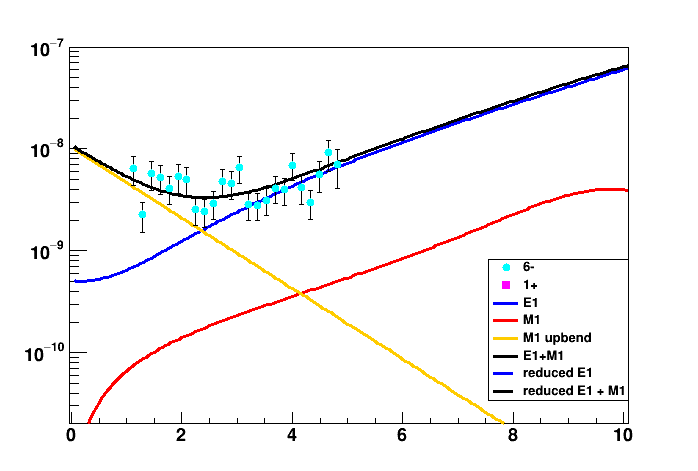 10⁻⁷
10⁻⁸
10⁻⁹
10⁻¹⁰
0 2 4 6 8 10
6-
1+
E1
M1
M1 upbend
E1+M1
reduced E1
reduced E1 + M1